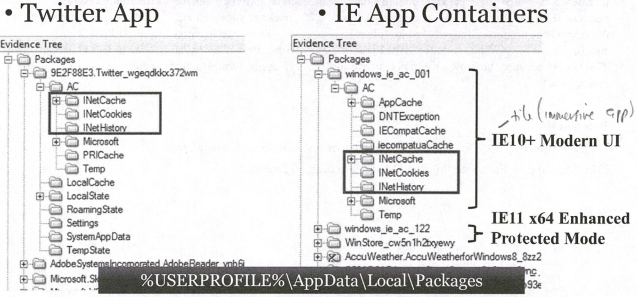 • Twitter App
Evidence Tree
Packages
9E2F88E3.Twitter_wgeqdkkx372wm
AC
INetCache
INetCookies
INetHistory
Microsoft
PRICache
Temp
LocalCache
LocalState
RoamingState
Settings
SystemAppData
TempState
AdobeSystemsIncorporated.AdobeReader_ynb6j
Microsoft.Sk
• IE App Containers
Evidence Tree
Packages
windows_ie_ac_001
AC
AppCache
DNTException
IECompatCache
iecompatuaCache
INetCache
INetCookies
INetHistory
Microsoft
Temp
windows_ie_ac_122
WinStore_cw5n1h2txyewy
AccuWeather.AccuWeatherforWindows8_8zz2
tile (immersive app)
IE10+ Modern UI
IE11 x64 Enhanced
Protected Mode
%USERPROFILE%\AppData\Local\Packages